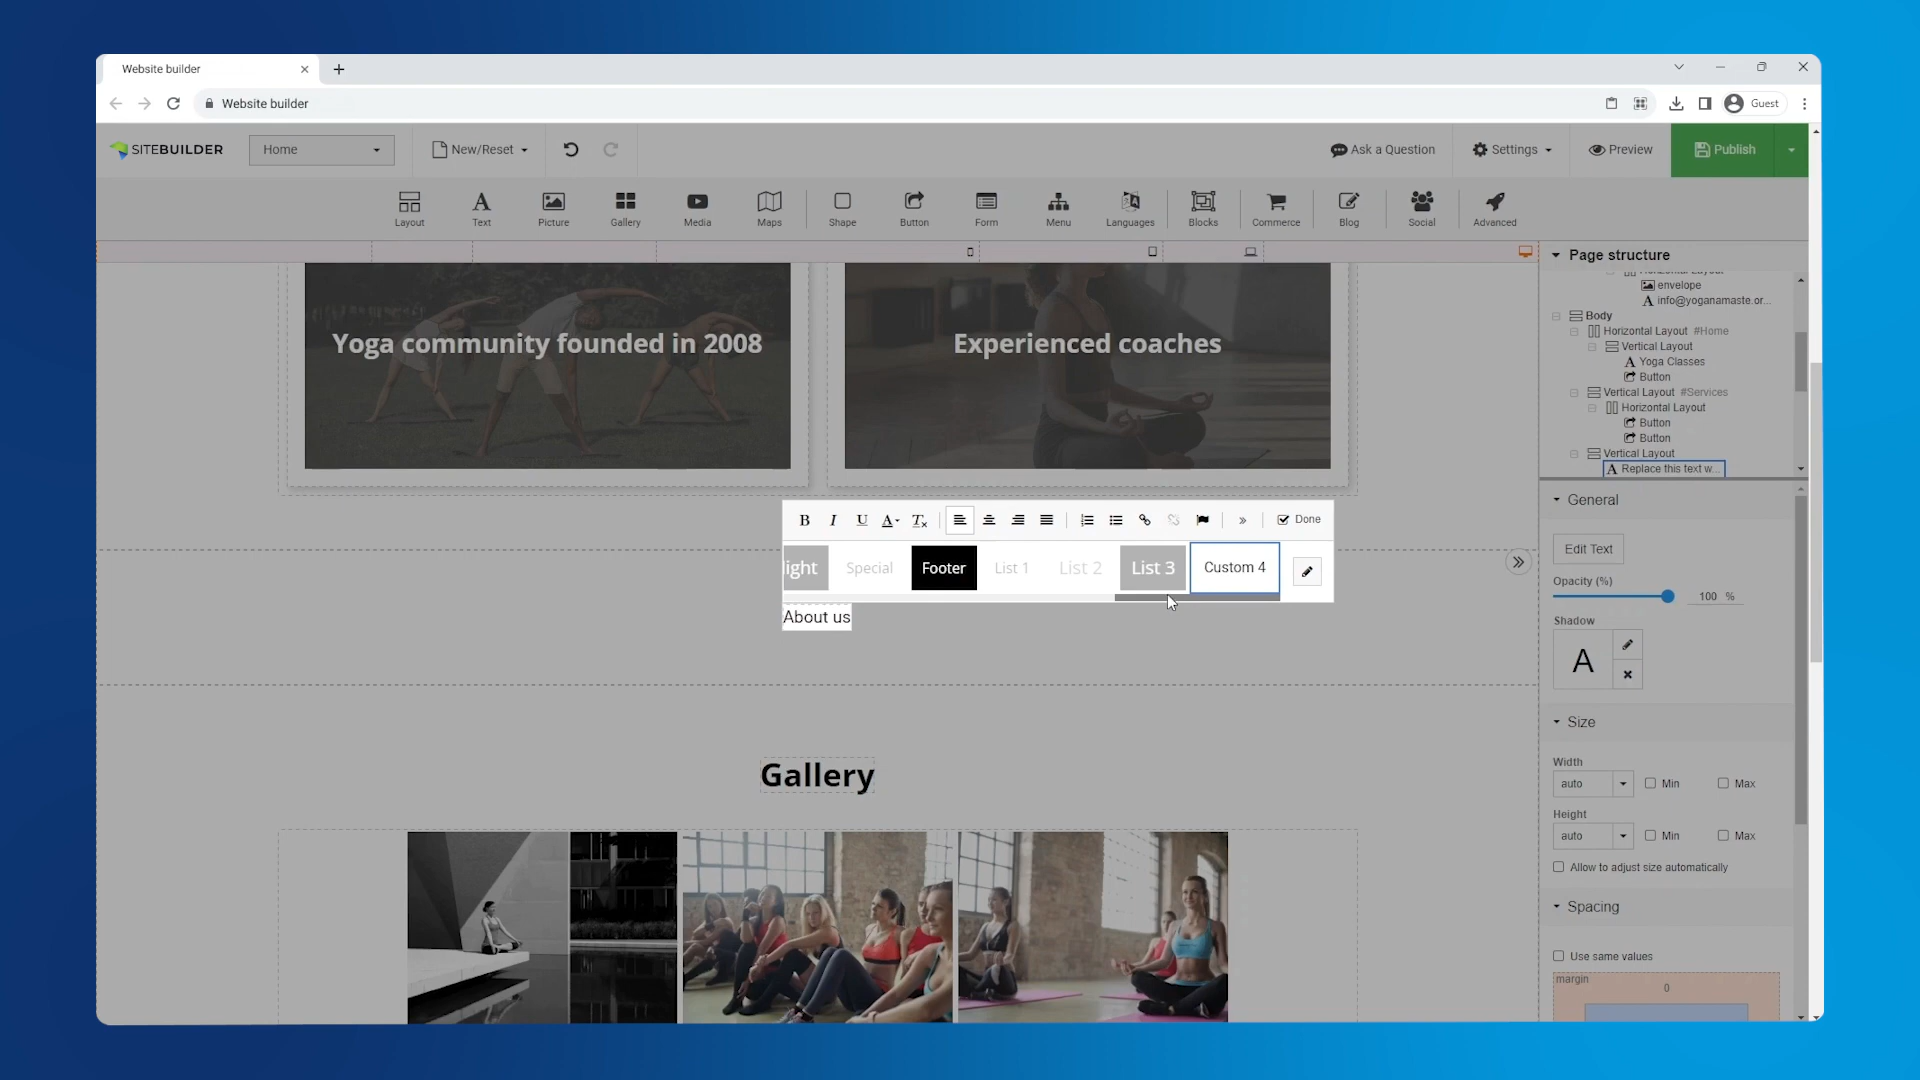 Website builder
Website builder
Guest
SITEBUILDER
Home
New/Reset
Ask a Question
Settings
Preview
Publish
Layout
Text
Picture
Gallery
Media
Maps
Shape
Button
Form
Menu
Languages
Blocks
Commerce
Blog
Social
Advanced
Page structure
envelope
info@yoganamaste.or...
Body
Horizontal Layout #Home
Vertical Layout
Yoga Classes
Button
Vertical Layout #Services
Horizontal Layout
Button
Button
Vertical Layout
Replace this text w...
Yoga community founded in 2008
Experienced coaches
B I U A Tx
Done
ight
Special
Footer
List 1
List 2
List 3
Custom 4
About us
Gallery
General
Edit Text
Opacity (%)
100 %
Shadow
A
Size
Width
auto
Min
Max
Height
auto
Min
Max
Allow to adjust size automatically
Spacing
Use same values
margin
0